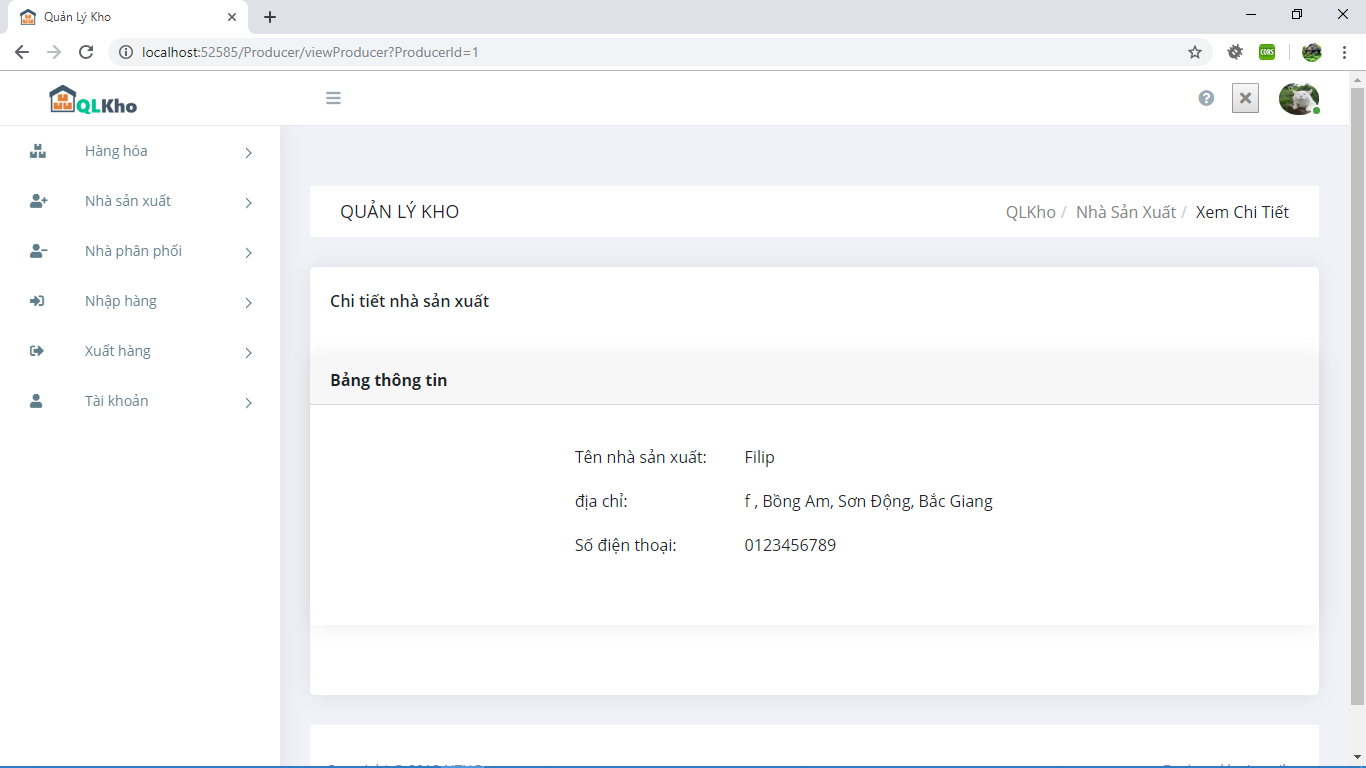 Quản Lý Kho
localhost:52585/Producer/viewProducer?ProducerId=1
CORS
QLKho
Hàng hóa
Nhà sản xuất
Nhà phân phối
Nhập hàng
Xuất hàng
Tài khoản
QUẢN LÝ KHO
QLKho / Nhà Sản Xuất / Xem Chi Tiết
Chi tiết nhà sản xuất
Bảng thông tin
Tên nhà sản xuất: Filip
địa chỉ: f , Bồng Am, Sơn Động, Bắc Giang
Số điện thoại: 0123456789